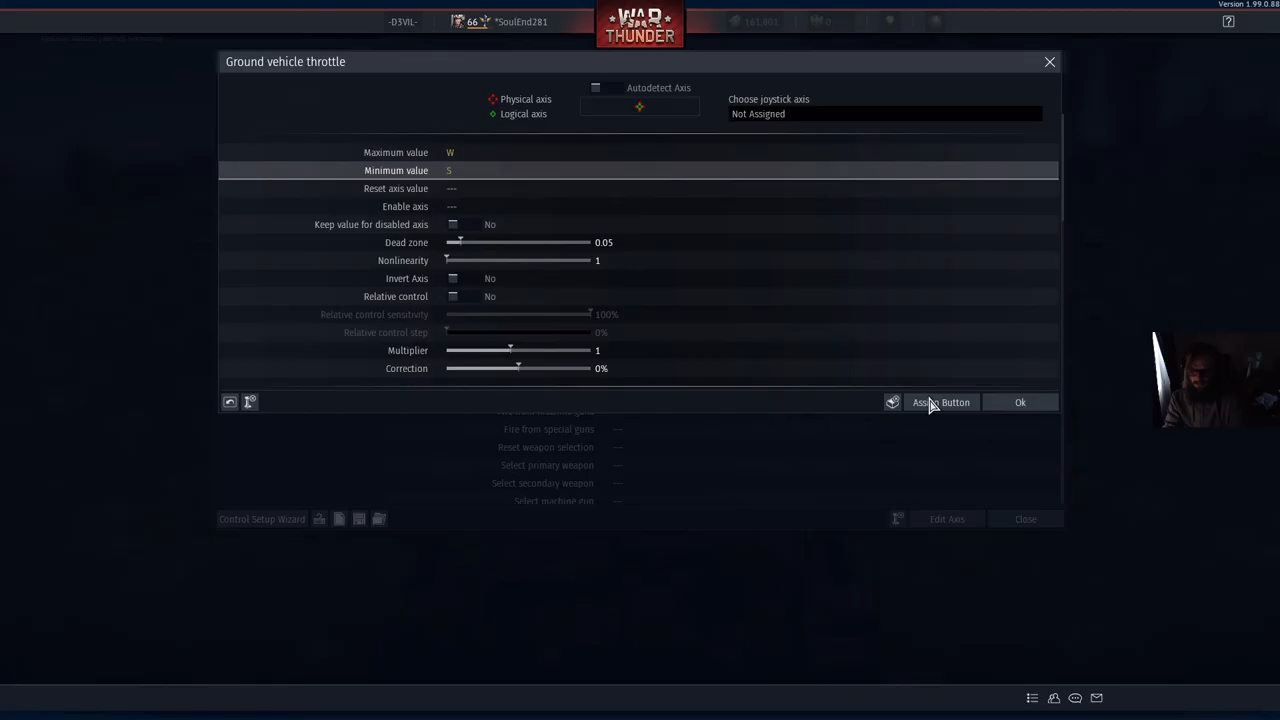 Version 1.99.0.88
-D3VIL-
66 *SoulEnd281
WAR THUNDER
161,801
0
Ground vehicle throttle
Autodetect Axis
Physical axis
Logical axis
Choose joystick axis
Not Assigned
Maximum value W
Minimum value S
Reset axis value ---
Enable axis ---
Keep value for disabled axis No
Dead zone 0.05
Nonlinearity 1
Invert Axis No
Relative control No
Relative control sensitivity 100%
Relative control step 0%
Multiplier 1
Correction 0%
Assign Button
Ok
Fire from special guns ---
Reset weapon selection ---
Select primary weapon ---
Select secondary weapon ---
Select machine gun
Control Setup Wizard
Edit Axis
Close